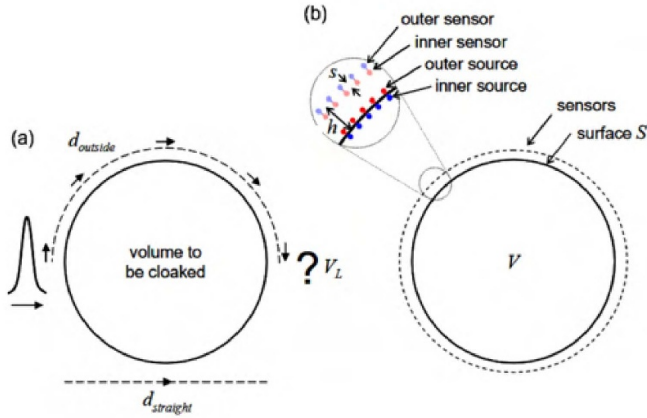 (a)
d_outside
volume to
be cloaked
? V_L
d_straight
(b)
outer sensor
inner sensor
outer source
inner source
s
h
sensors
surface S
V